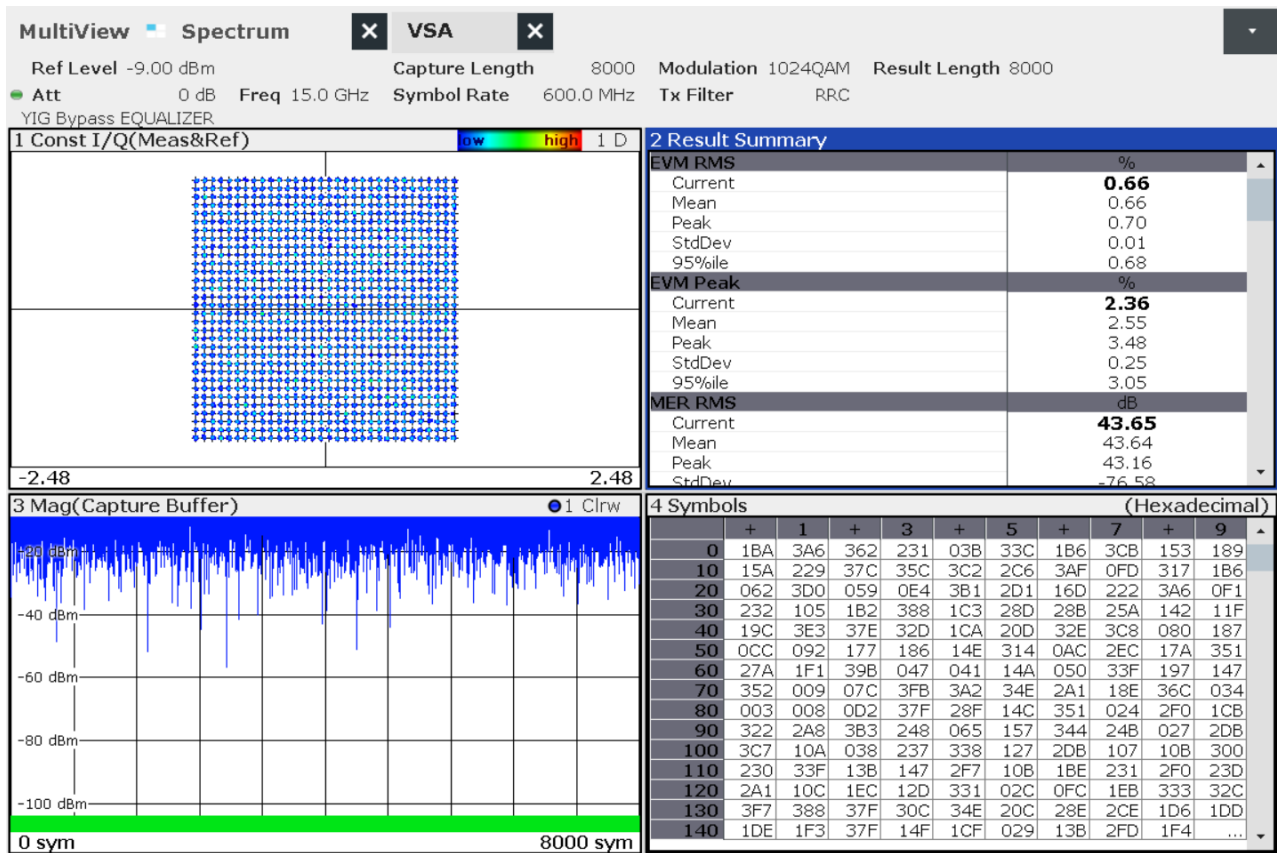 MultiView Spectrum X VSA X
Ref Level -9.00 dBm Capture Length 8000 Modulation 1024QAM Result Length 8000
Att 0 dB Freq 15.0 GHz Symbol Rate 600.0 MHz Tx Filter RRC
YIG Bypass EQUALIZER
1 Const I/Q(Meas&Ref) low high 1 D
-2.48 2.48
2 Result Summary
EVM RMS %
Current 0.66
Mean 0.66
Peak 0.70
StdDev 0.01
95%ile 0.68
EVM Peak %
Current 2.36
Mean 2.55
Peak 3.48
StdDev 0.25
95%ile 3.05
MER RMS dB
Current 43.65
Mean 43.64
Peak 43.16
StdDev -76.58
3 Mag(Capture Buffer) 1 Clrw
-20 dBm
-40 dBm
-60 dBm
-80 dBm
-100 dBm
0 sym 8000 sym
4 Symbols (Hexadecimal)
+ 1 + 3 + 5 + 7 + 9
0 1BA 3A6 362 231 03B 33C 1B6 3CB 153 189
10 15A 229 37C 35C 3C2 2C6 3AF 0FD 317 1B6
20 062 3D0 059 0E4 3B1 2D1 16D 222 3A6 0F1
30 232 105 1B2 388 1C3 28D 28B 25A 142 11F
40 19C 3E3 37E 32D 1CA 20D 32E 3C8 080 187
50 0CC 092 177 186 14E 314 0AC 2EC 17A 351
60 27A 1F1 39B 047 041 14A 050 33F 197 147
70 352 009 07C 3FB 3A2 34E 2A1 18E 36C 034
80 003 008 0D2 37F 28F 14C 351 024 2F0 1CB
90 322 2A8 3B3 248 065 157 344 24B 027 2DB
100 3C7 10A 038 237 338 127 2DB 107 10B 300
110 230 33F 13B 147 2F7 10B 1BE 231 2F0 23D
120 2A1 10C 1EC 12D 331 02C 0FC 1EB 333 32C
130 3F7 388 37F 30C 34E 20C 28E 2CE 1D6 1DD
140 1DE 1F3 37F 14F 1CF 029 13B 2FD 1F4 ...